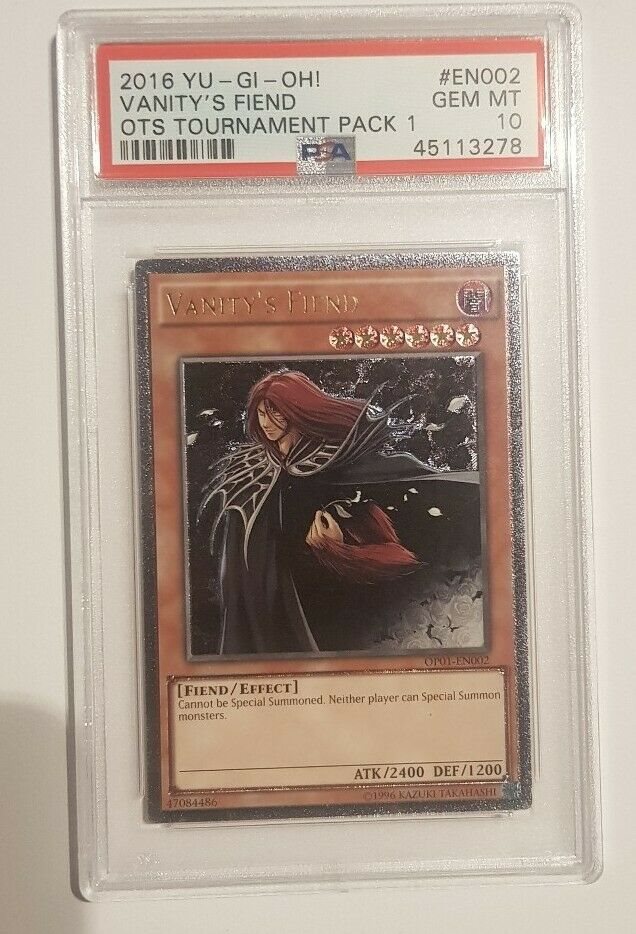 2016 YU-GI-OH! #EN002
VANITY'S FIEND GEM MT
OTS TOURNAMENT PACK 1 10
PSA 45113278
VANITY'S FIEND
闇
OP01-EN002
[FIEND/EFFECT]
Cannot be Special Summoned. Neither player can Special Summon
monsters.
ATK/2400 DEF/1200
47084486 ©1996 KAZUKI TAKAHASHI